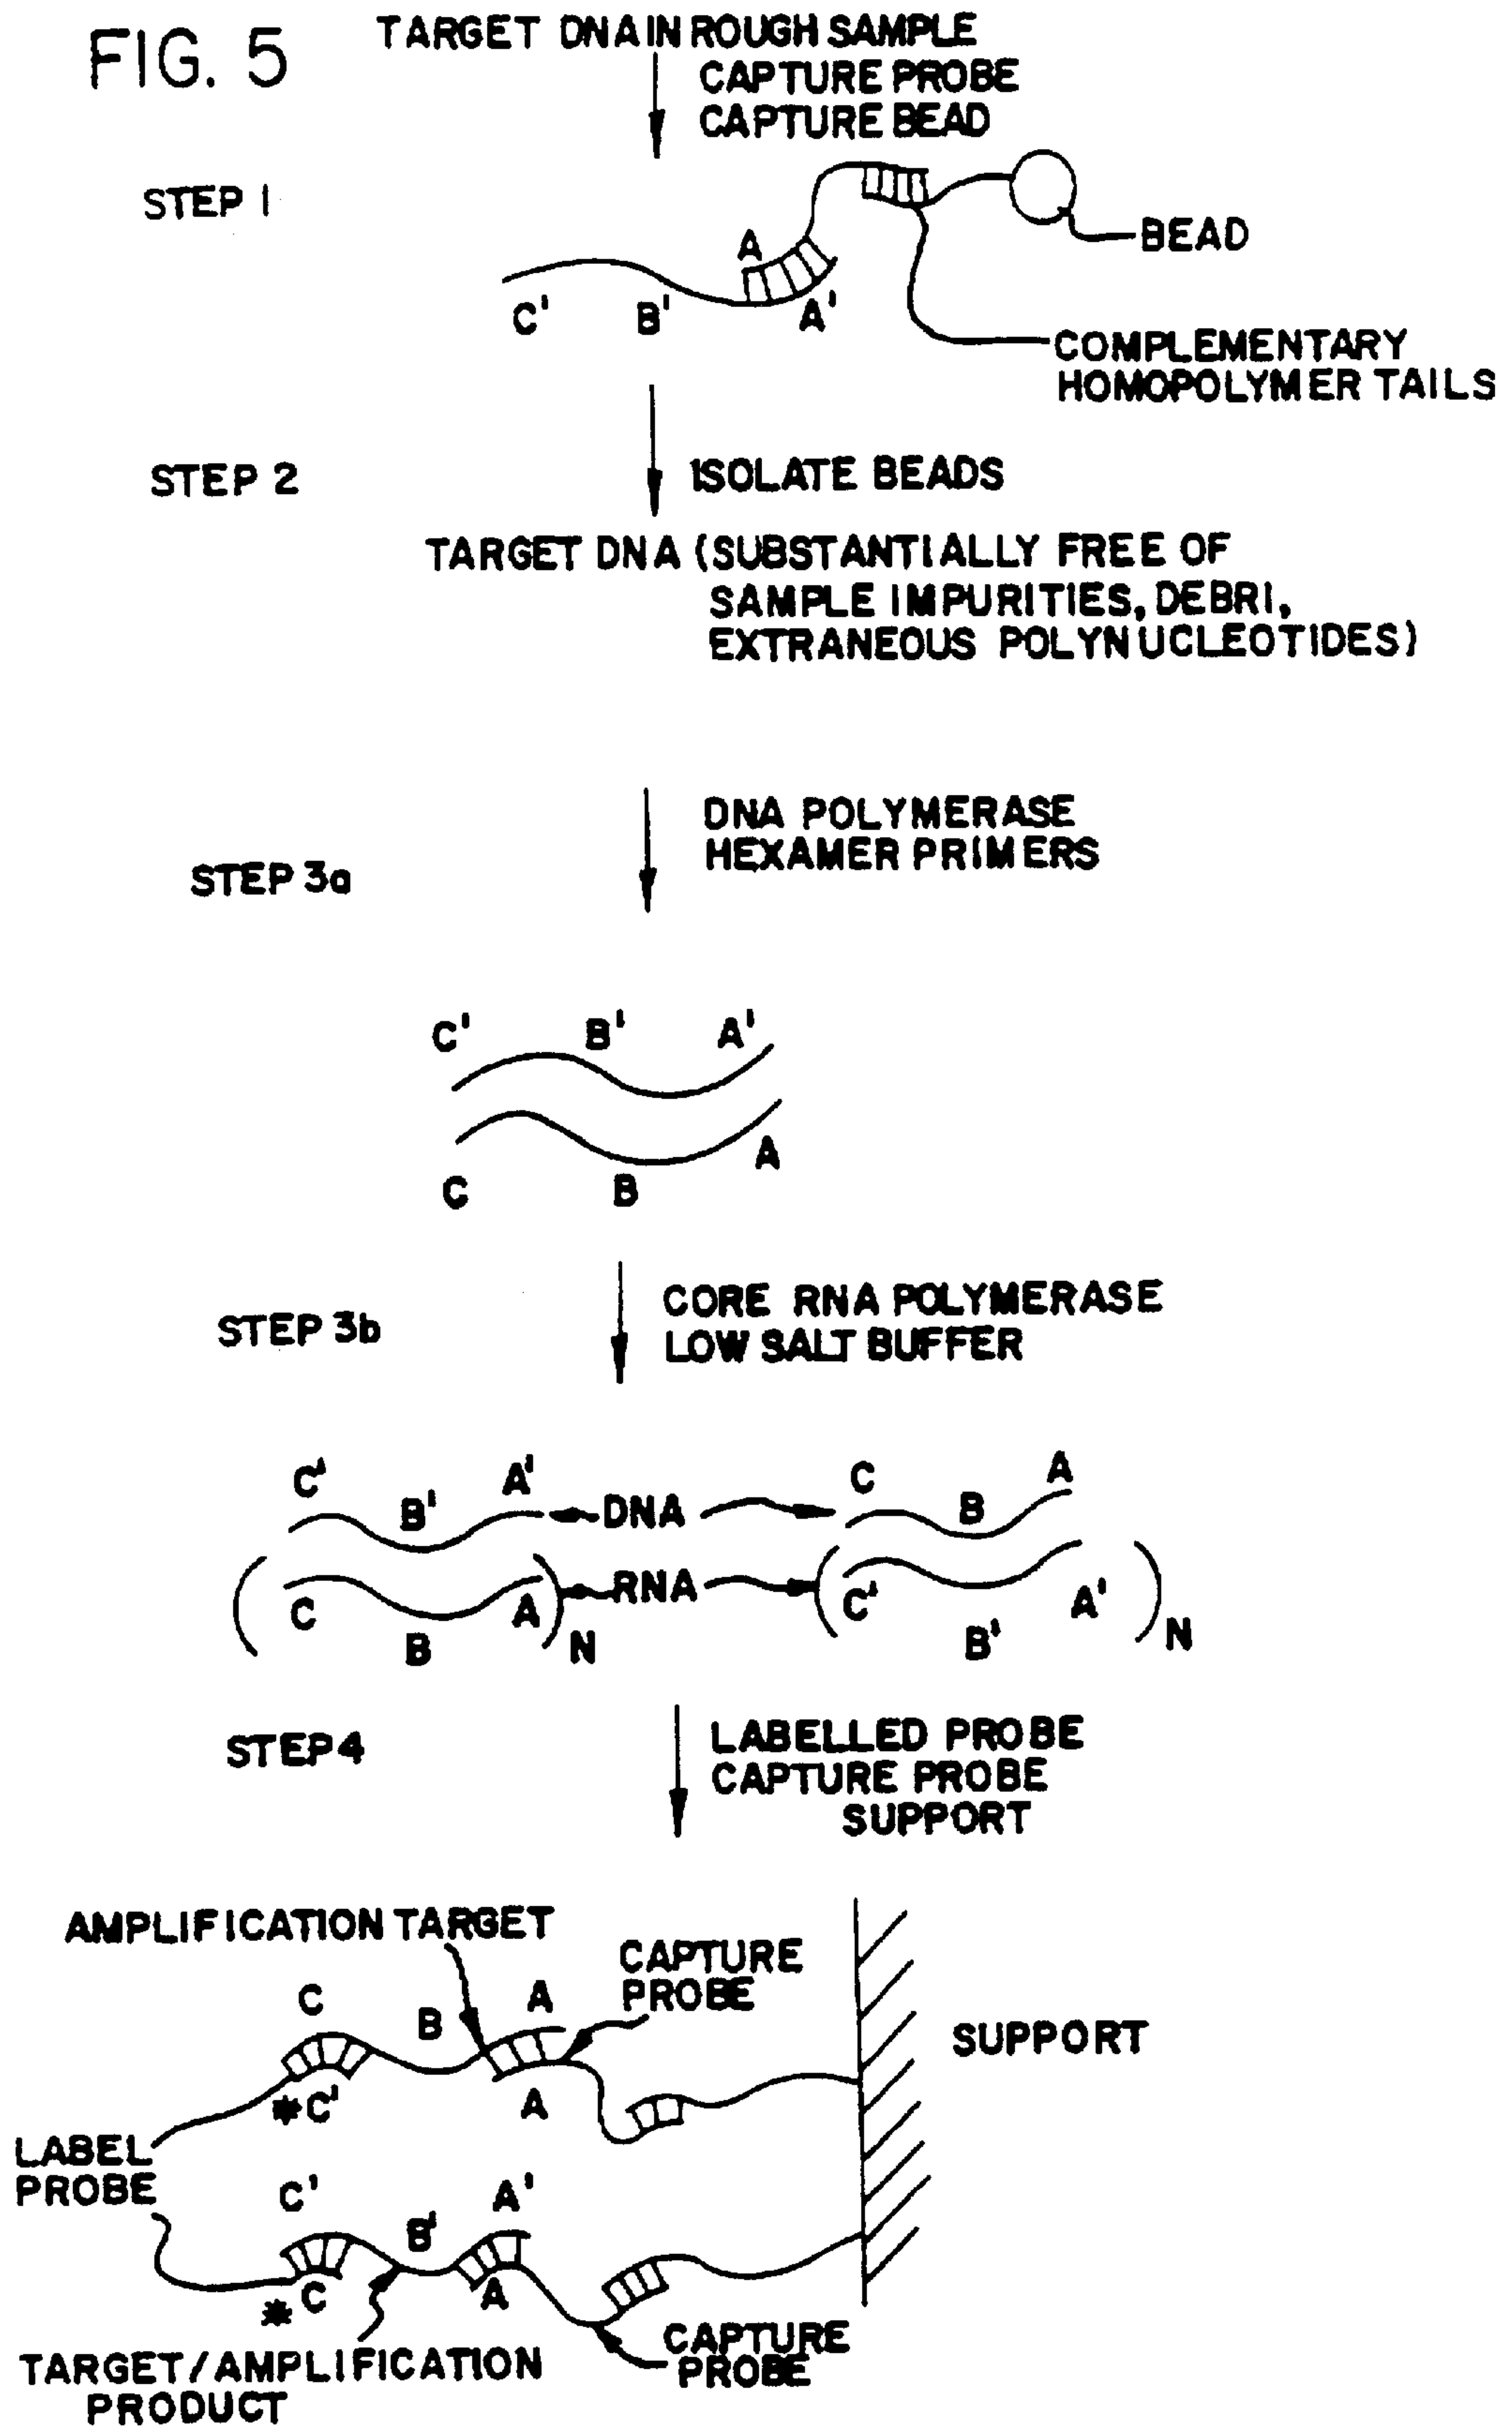 FIG. 5
TARGET DNA IN ROUGH SAMPLE
CAPTURE PROBE
CAPTURE BEAD
STEP 1
BEAD
A
C' B' A'
COMPLEMENTARY
HOMOPOLYMER TAILS
STEP 2
ISOLATE BEADS
TARGET DNA (SUBSTANTIALLY FREE OF
SAMPLE IMPURITIES, DEBRI,
EXTRANEOUS POLYNUCLEOTIDES)
DNA POLYMERASE
HEXAMER PRIMERS
STEP 3a
C' B' A'
C B A
CORE RNA POLYMERASE
LOW SALT BUFFER
STEP 3b
C' B' A' DNA C B A
C B A N RNA C' B' A' N
STEP 4
LABELLED PROBE
CAPTURE PROBE
SUPPORT
AMPLIFICATION TARGET
CAPTURE
PROBE
C B A
SUPPORT
*C' A
LABEL
PROBE
C' B' A'
* C A
CAPTURE
PROBE
TARGET/AMPLIFICATION
PRODUCT